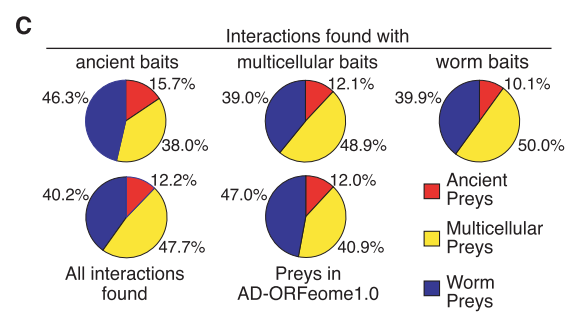 C
Interactions found with
ancient baits
multicellular baits
worm baits
15.7%
46.3%
38.0%
12.1%
39.0%
48.9%
10.1%
39.9%
50.0%
12.2%
40.2%
47.7%
All interactions
found
12.0%
47.0%
40.9%
Preys in
AD-ORFeome1.0
Ancient
Preys
Multicellular
Preys
Worm
Preys